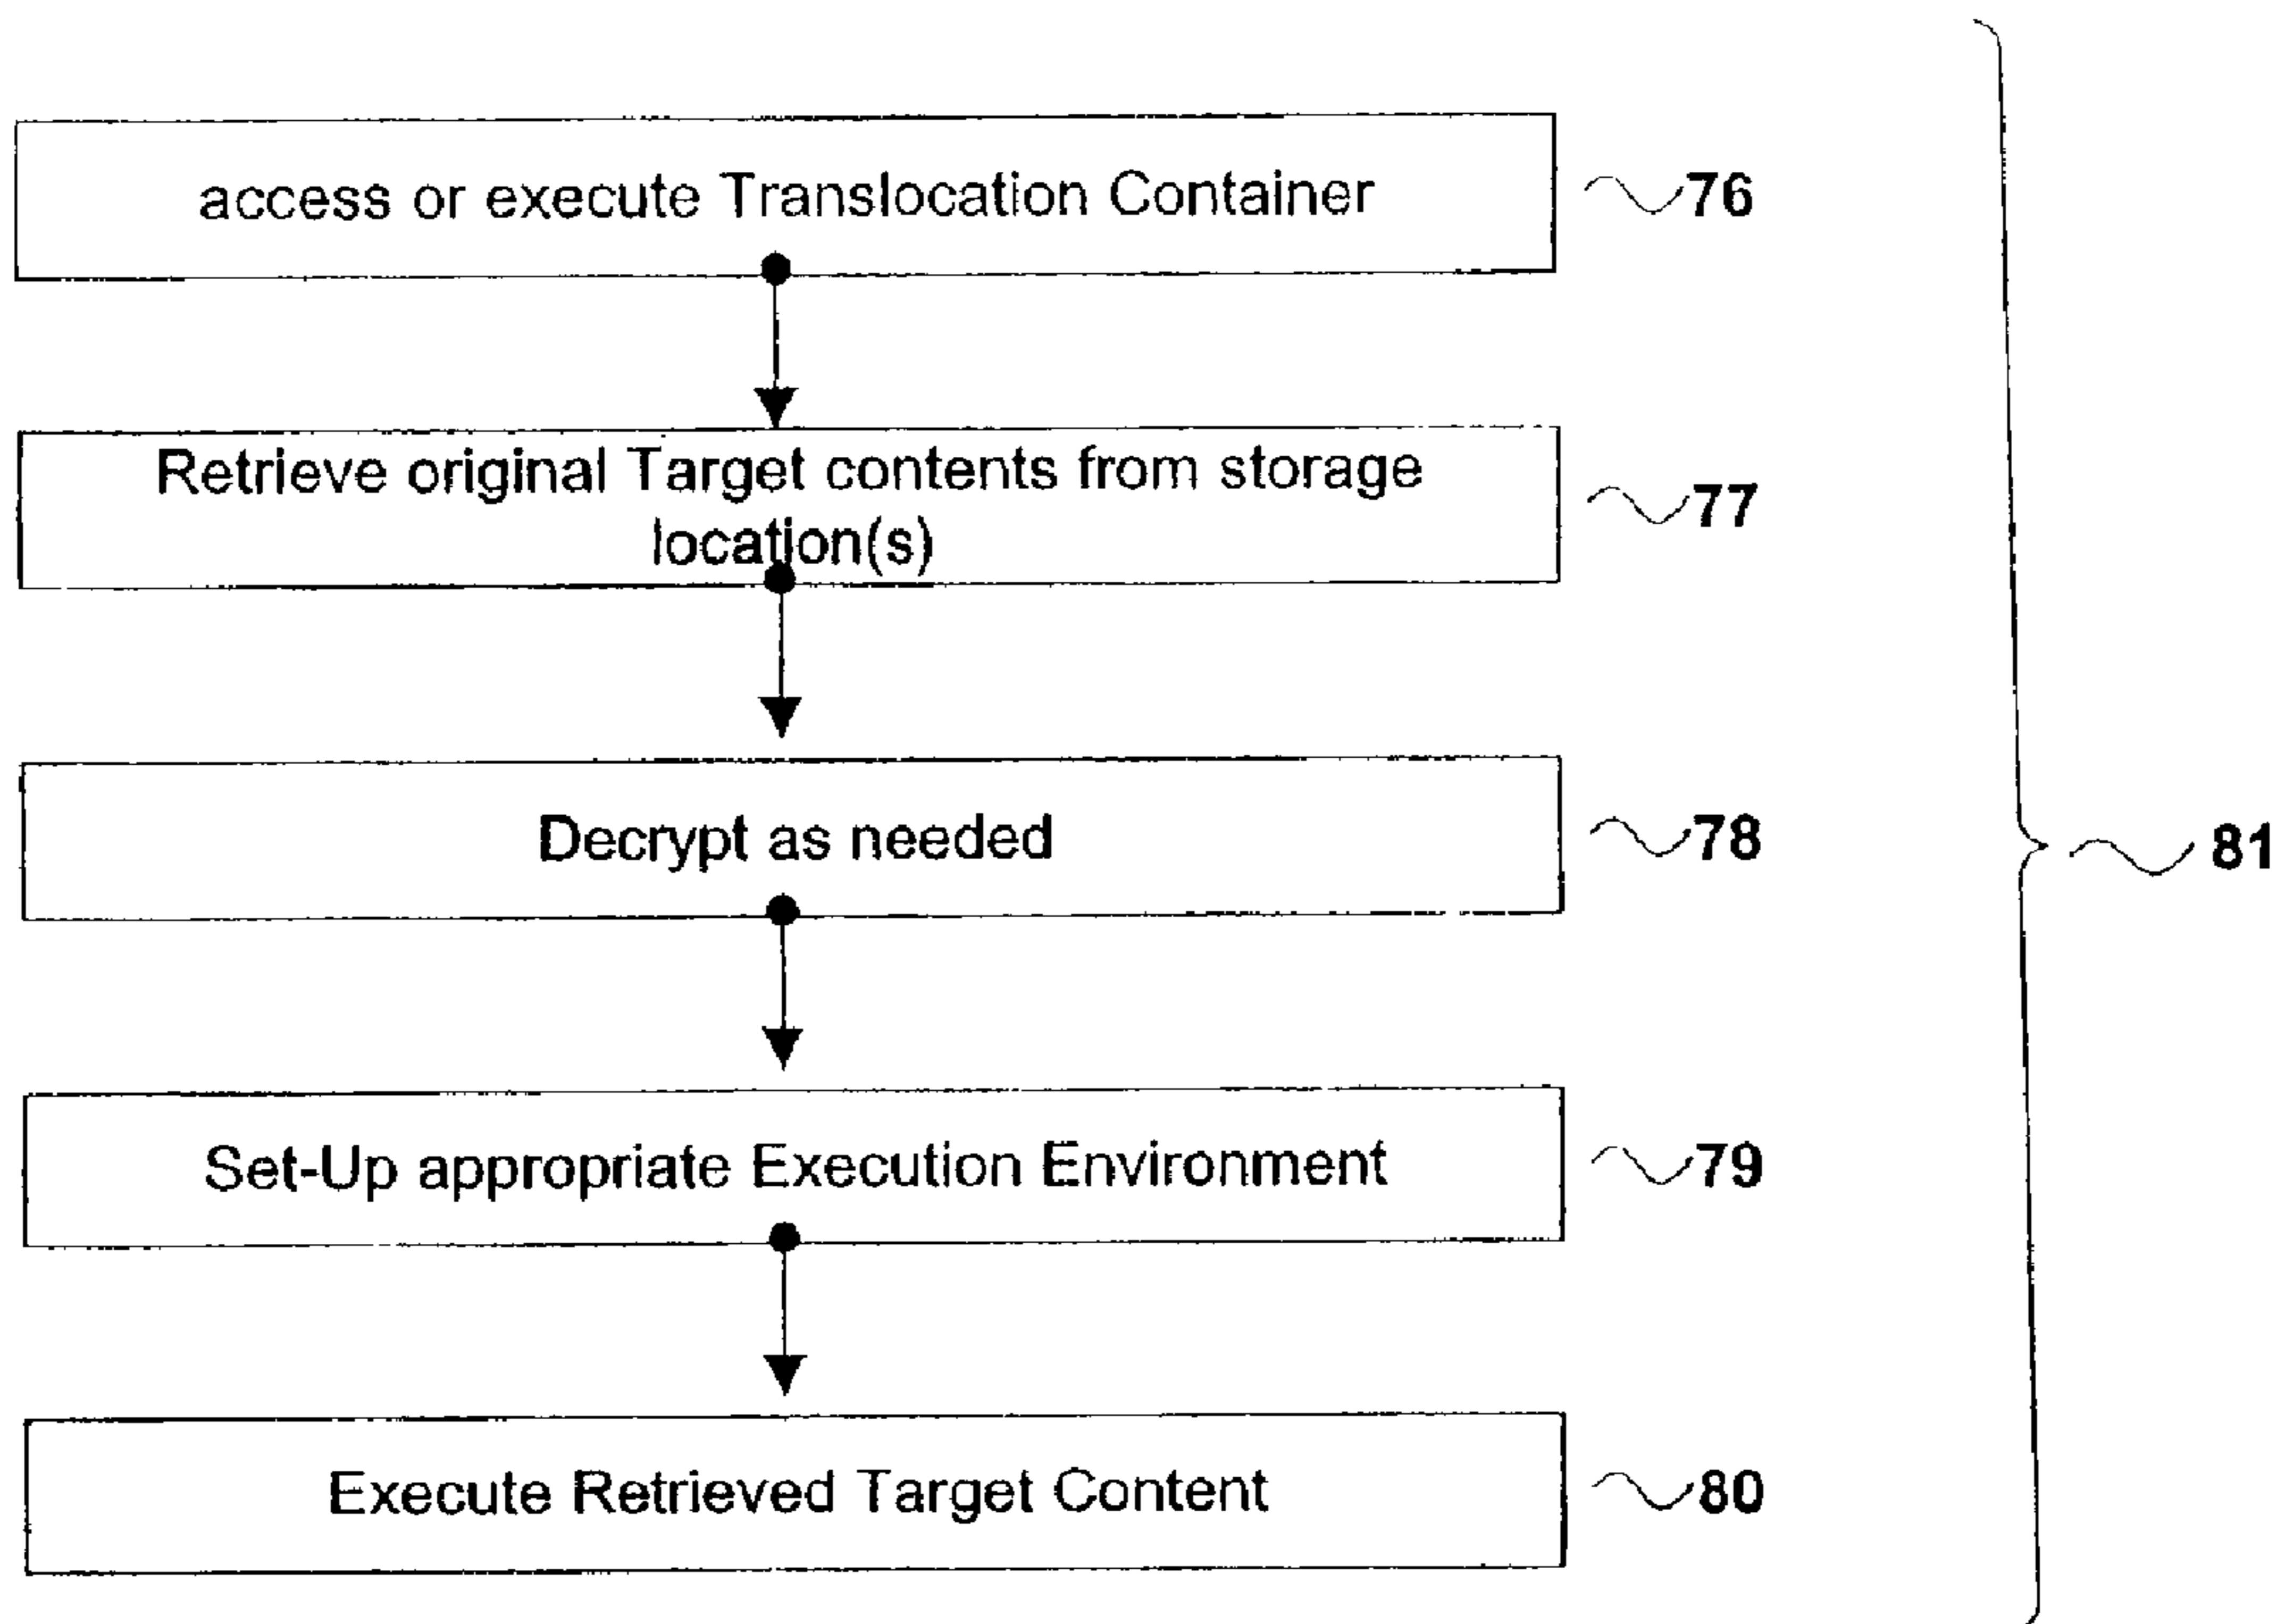 access or execute Translocation Container
76
Retrieve original Target contents from storage
location(s)
77
Decrypt as needed
78
81
Set-Up appropriate Execution Environment
79
Execute Retrieved Target Content
80